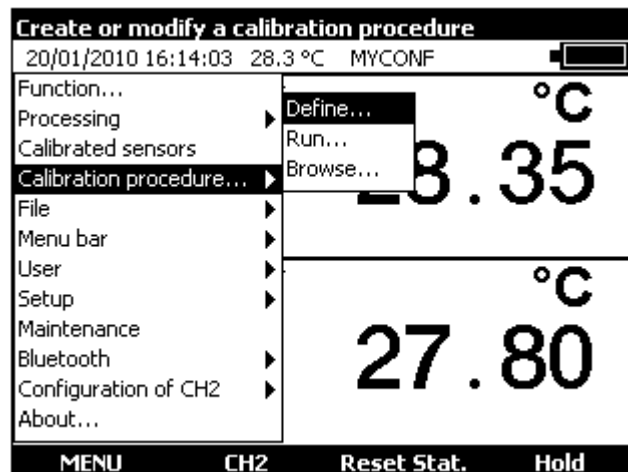 Create or modify a calibration procedure
20/01/2010 16:14:03 28.3 °C MYCONF
Function...
Processing
Calibrated sensors
Calibration procedure...
File
Menu bar
User
Setup
Maintenance
Bluetooth
Configuration of CH2
About...
Define...
Run...
Browse...
°C
28.35
°C
27.80
MENU CH2 Reset Stat. Hold